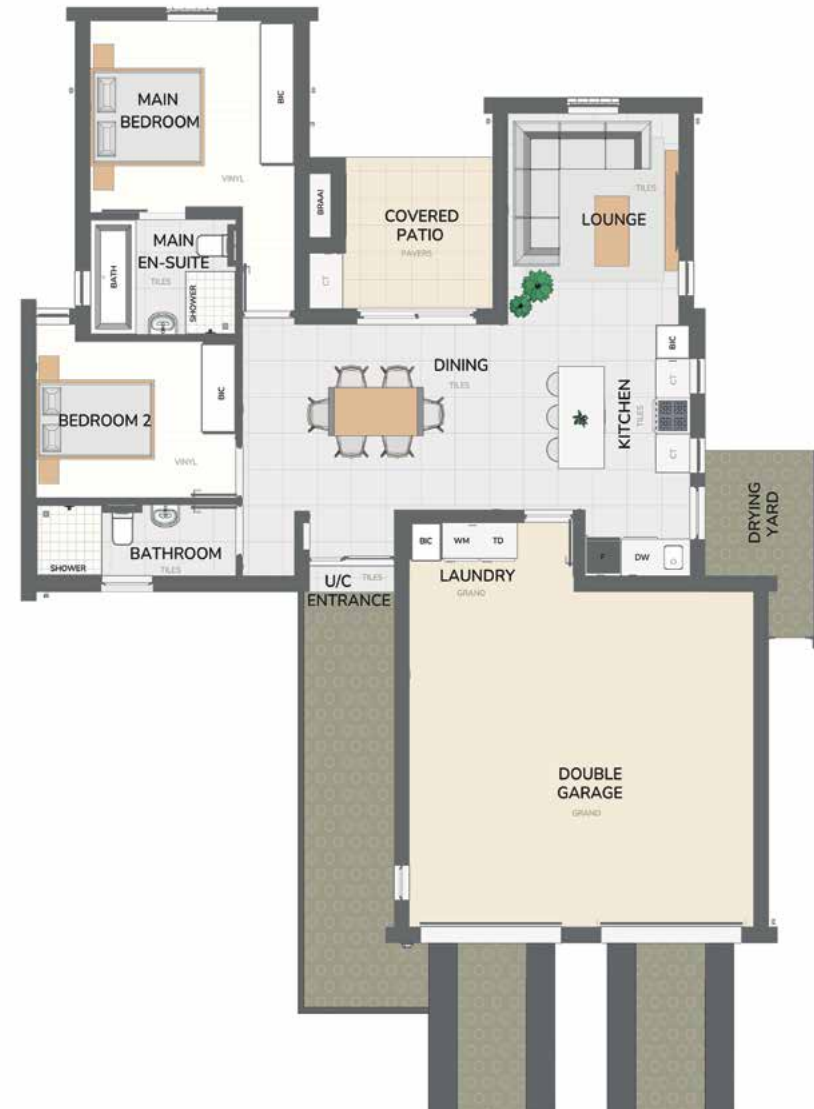 MAIN
BEDROOM
BIC
VINYL
MAIN
EN-SUITE
TILES
BATH
SHOWER
BRAAI
CT
COVERED
PATIO
PAVERS
LOUNGE
TILES
BEDROOM 2
BIC
VINYL
DINING
TILES
KITCHEN
TILES
BIC
CT
CT
DRYING
YARD
SHOWER
BATHROOM
TILES
U/C
ENTRANCE
TILES
BIC
WM
TD
LAUNDRY
GRANO
F
DW
DOUBLE
GARAGE
GRANO